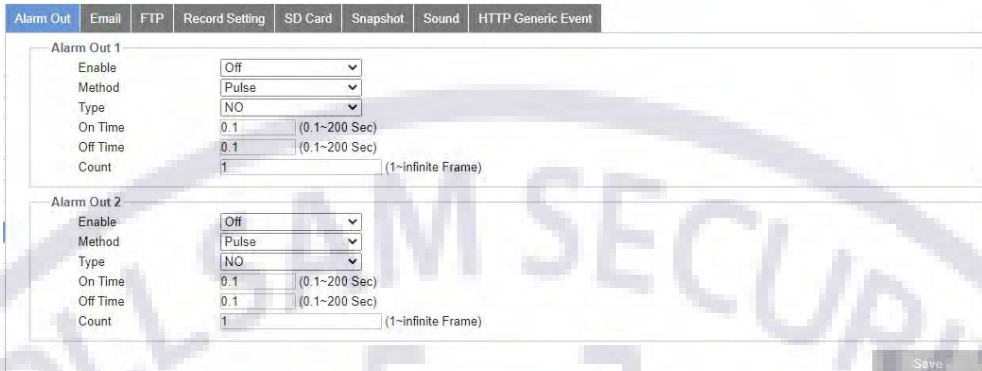 Alarm Out Email FTP Record Setting SD Card Snapshot Sound HTTP Generic Event
Alarm Out 1
Enable Off
Method Pulse
Type NO
On Time 0.1 (0.1~200 Sec)
Off Time 0.1 (0.1~200 Sec)
Count 1 (1~infinite Frame)
Alarm Out 2
Enable Off
Method Pulse
Type NO
On Time 0.1 (0.1~200 Sec)
Off Time 0.1 (0.1~200 Sec)
Count 1 (1~infinite Frame)
Save
SECURI